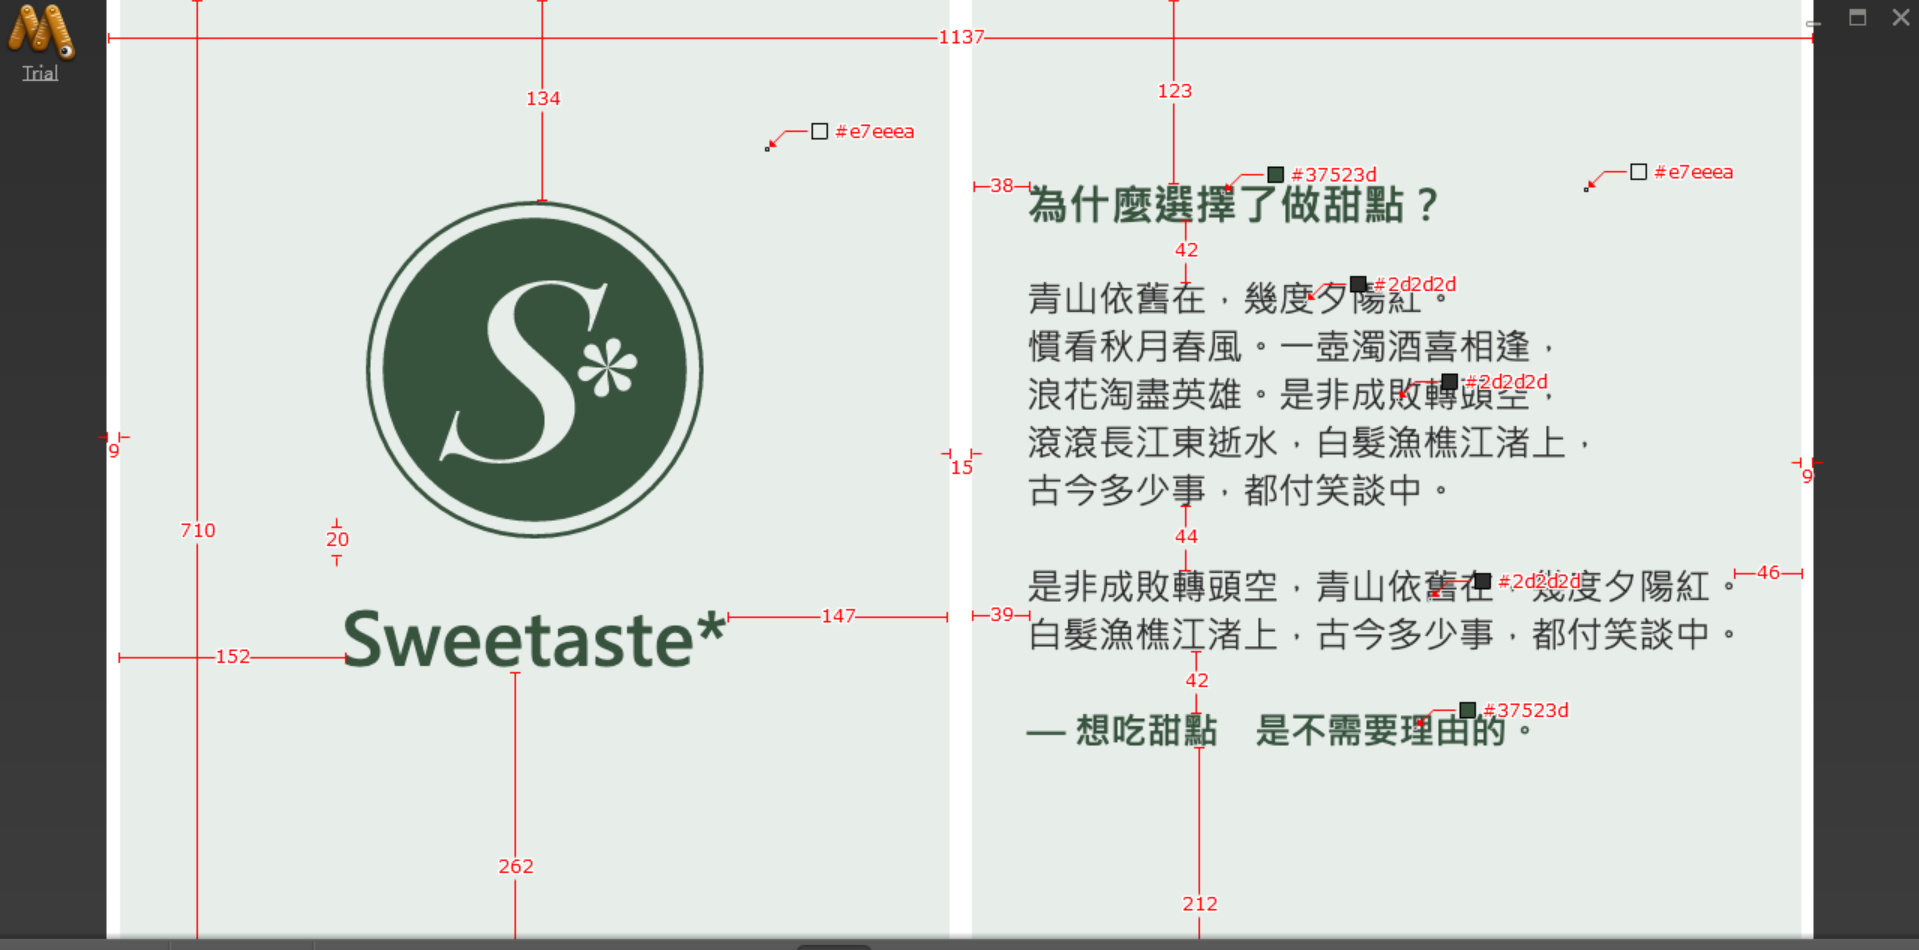 Trial
1137
134
123
#e7eeea
#e7eeea
#37523d
38
為什麼選擇了做甜點？
42
#2d2d2d
青山依舊在，幾度夕陽紅。
慣看秋月春風。一壺濁酒喜相逢，
#2d2d2d
浪花淘盡英雄。是非成敗轉頭空，
滾滾長江東逝水，白髮漁樵江渚上，
古今多少事，都付笑談中。
9
15
9
S*
710
20
44
#2d2d2d
46
是非成敗轉頭空，青山依舊在，幾度夕陽紅。
39
白髮漁樵江渚上，古今多少事，都付笑談中。
Sweetaste*
147
152
42
#37523d
— 想吃甜點　是不需要理由的。
262
212